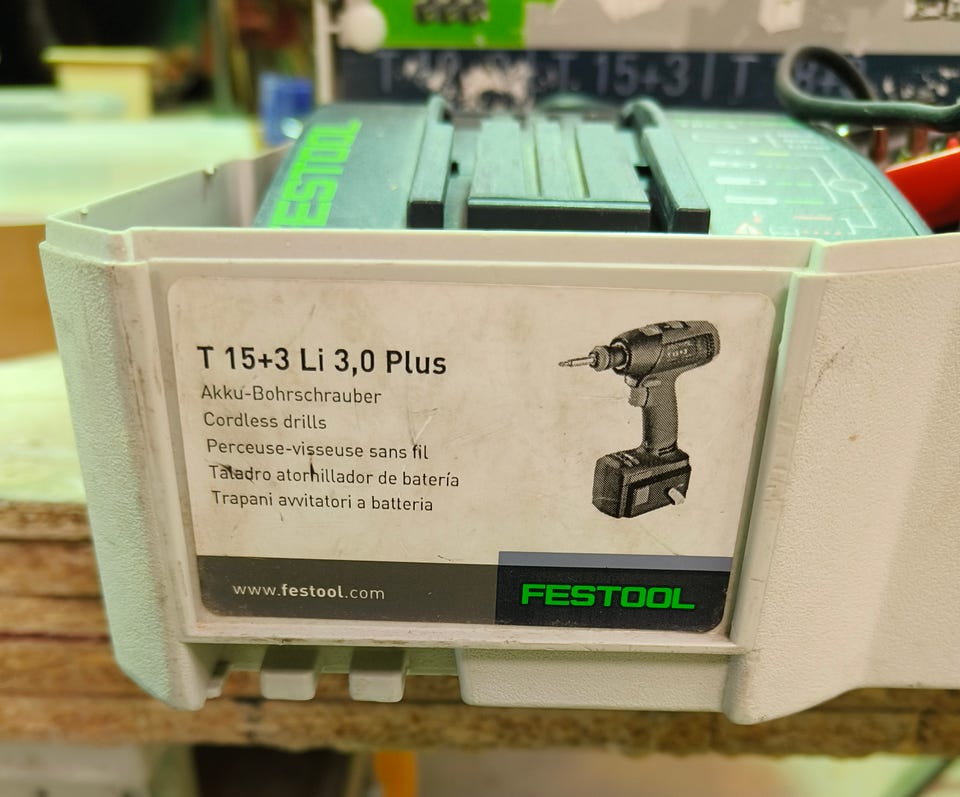 T 15+3 | T
FESTOOL
T 15+3 Li 3,0 Plus
Akku-Bohrschrauber
Cordless drills
Perceuse-visseuse sans fil
Taladro atornillador de batería
Trapani avvitatori a batteria
www.festool.com
FESTOOL